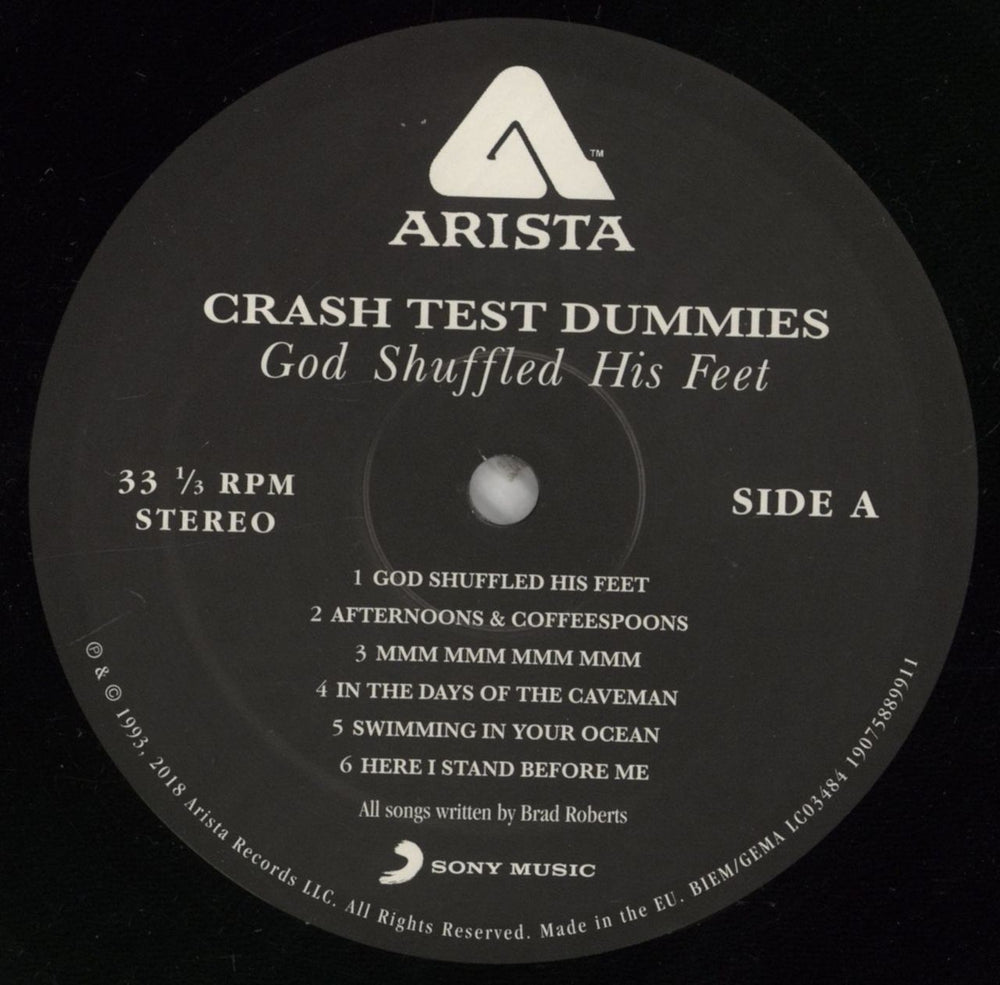 TM
ARISTA
CRASH TEST DUMMIES
God Shuffled His Feet
33 ⅓ RPM
STEREO
SIDE A
1 GOD SHUFFLED HIS FEET
2 AFTERNOONS & COFFEESPOONS
3 MMM MMM MMM MMM
4 IN THE DAYS OF THE CAVEMAN
5 SWIMMING IN YOUR OCEAN
6 HERE I STAND BEFORE ME
All songs written by Brad Roberts
SONY MUSIC
℗ & © 1993, 2018 Arista Records LLC. All Rights Reserved. Made in the EU. BIEM/GEMA LC03484 19075889911